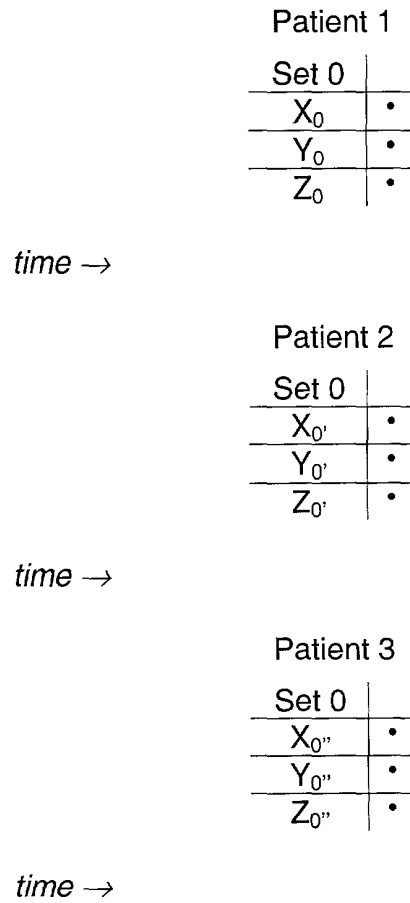 Patient 1
Set 0
X₀ •
Y₀ •
Z₀ •
time →
Patient 2
Set 0
X₀' •
Y₀' •
Z₀' •
time →
Patient 3
Set 0
X₀" •
Y₀" •
Z₀" •
time →